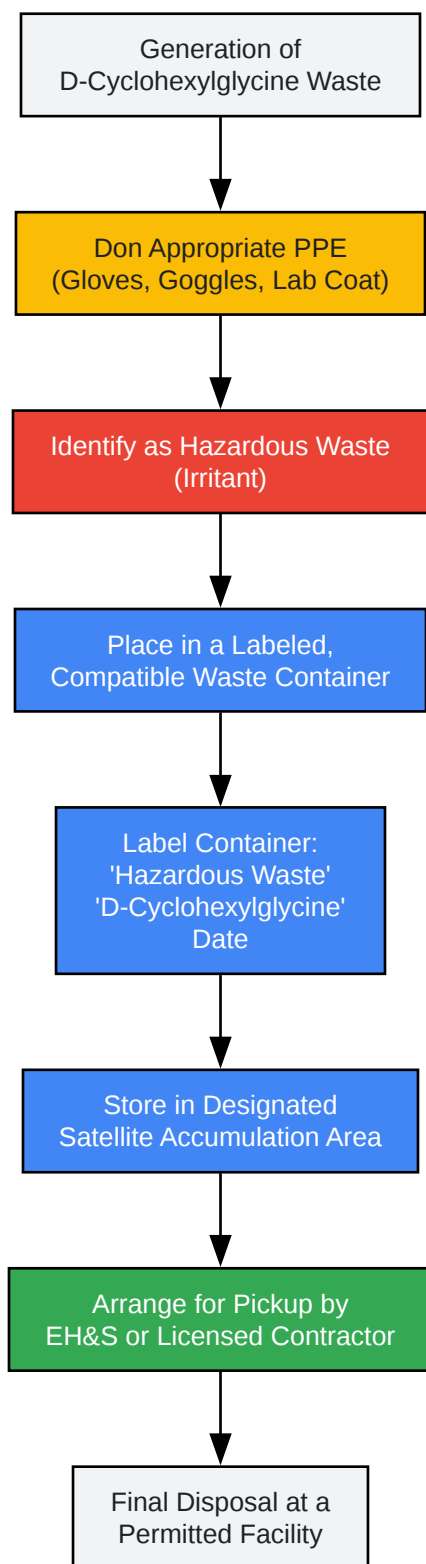 Generation of
D-Cyclohexylglycine Waste
Don Appropriate PPE
(Gloves, Goggles, Lab Coat)
Identify as Hazardous Waste
(Irritant)
Place in a Labeled,
Compatible Waste Container
Label Container:
'Hazardous Waste'
'D-Cyclohexylglycine'
Date
Store in Designated
Satellite Accumulation Area
Arrange for Pickup by
EH&S or Licensed Contractor
Final Disposal at a
Permitted Facility